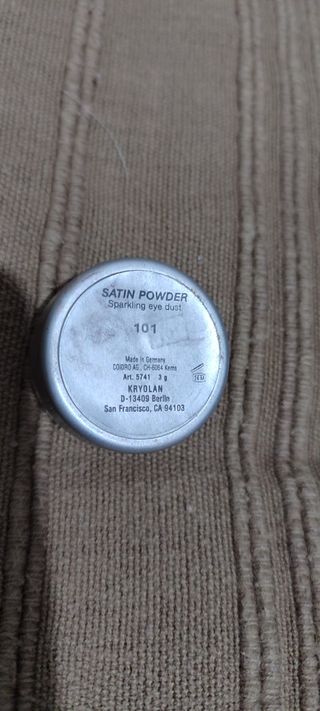 SATIN POWDER
Sparkling eye dust
101
Made in Germany
COIDRO AG., CH-6064 Kerns
Art. 5741 3 g
KRYOLAN
D-13409 Berlin
San Francisco, CA 94103